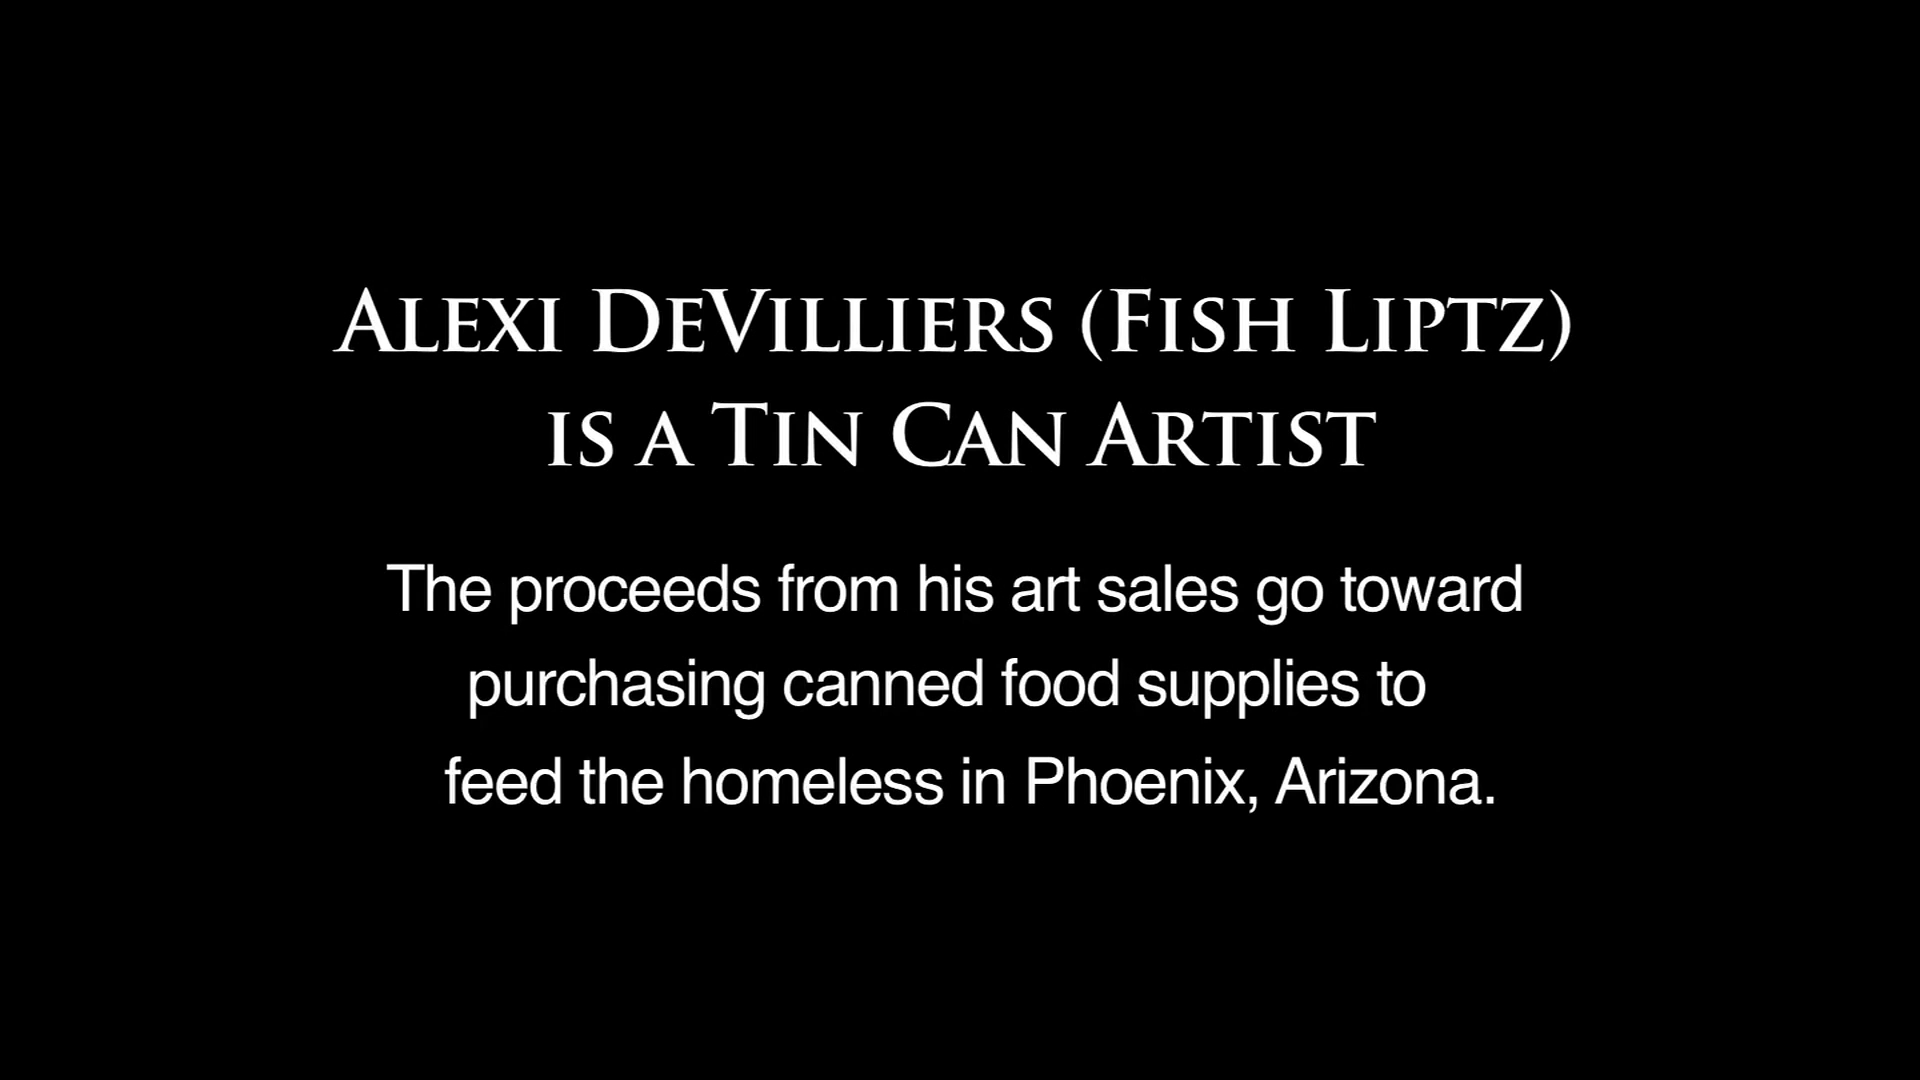 Alexi DeVilliers (Fish Liptz)
is a Tin Can Artist
The proceeds from his art sales go toward
purchasing canned food supplies to
feed the homeless in Phoenix, Arizona.